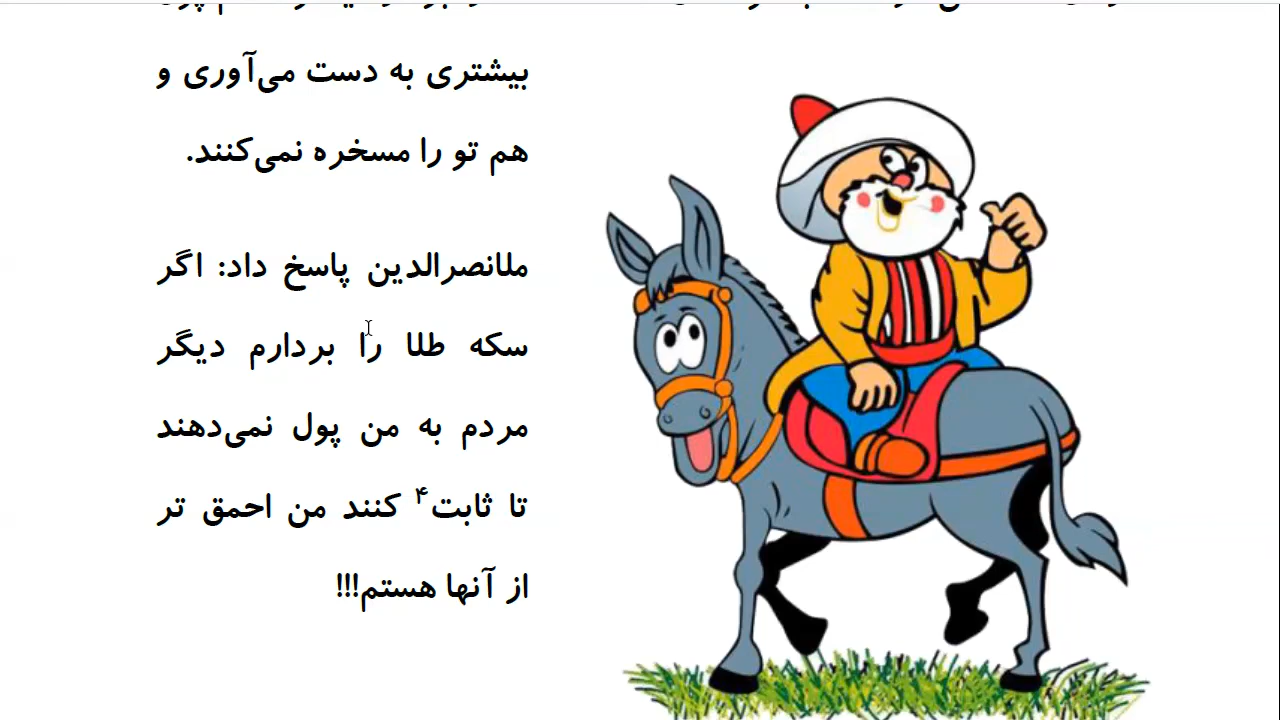 بیشتری به دست می‌آوری و
هم تو را مسخره نمی‌کنند.
ملانصرالدین پاسخ داد: اگر
سکه طلا را بردارم دیگر
مردم به من پول نمی‌دهند
تا ثابت۴ کنند من احمق تر
از آنها هستم!!!